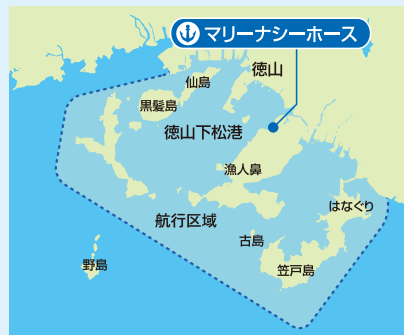 マリーナシーホース
徳山
仙島
黒髪島
徳山下松港
漁人鼻
はなぐり
航行区域
古島
笠戸島
野島